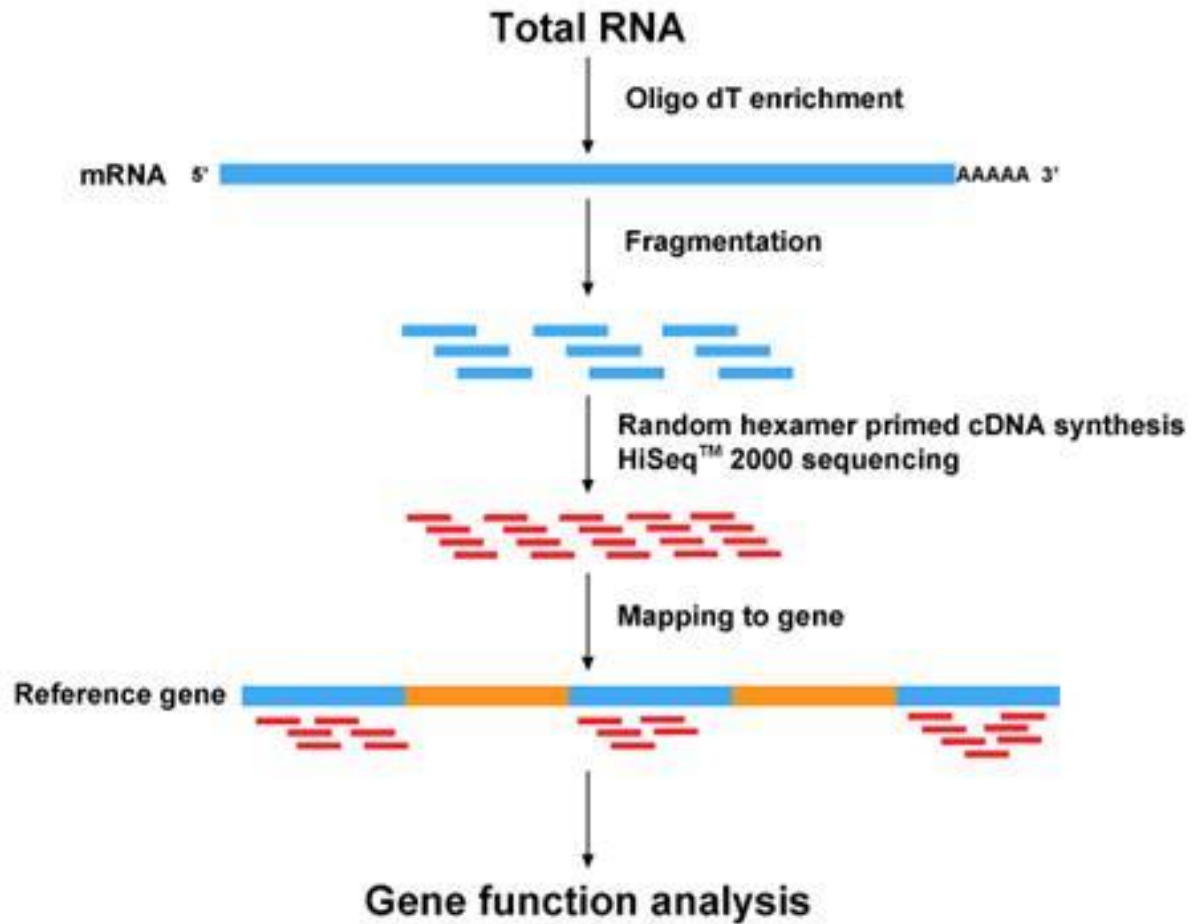 Total RNA
Oligo dT enrichment
mRNA 5' AAAAA 3'
Fragmentation
Random hexamer primed cDNA synthesis
HiSeq™ 2000 sequencing
Mapping to gene
Reference gene
Gene function analysis